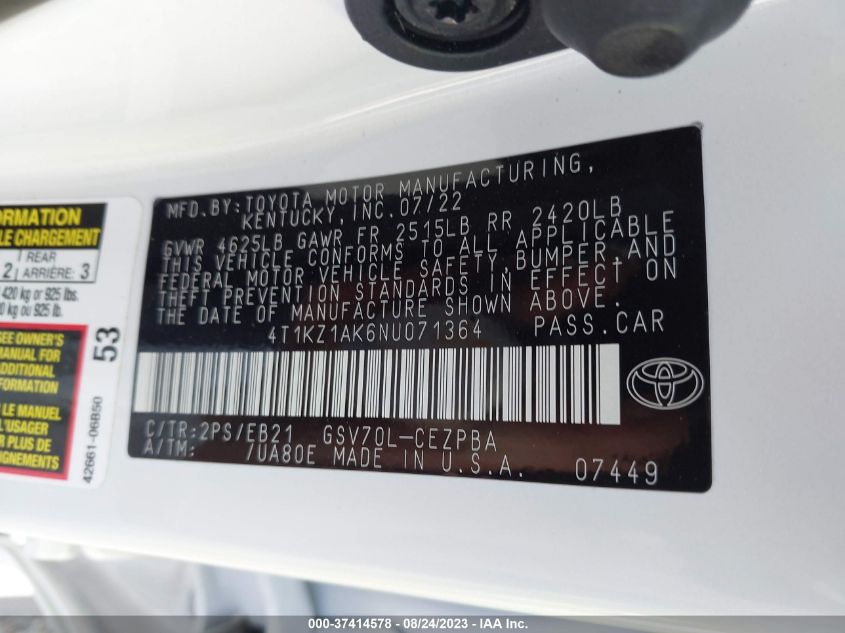 MFD.BY:TOYOTA MOTOR MANUFACTURING,
KENTUCKY, INC. 07/22
GVWR 4625LB GAWR FR 2515LB RR 2420LB
THIS VEHICLE CONFORMS TO ALL APPLICABLE
FEDERAL MOTOR VEHICLE SAFETY,BUMPER,AND
THEFT PREVENTION STANDARDS IN EFFECT ON
THE DATE OF MANUFACTURE SHOWN ABOVE.
4T1KZ1AK6NU071364 PASS.CAR
C/TR:2PS/EB21 GSV70L-CEZPBA
A/TM: /UA80E MADE IN U.S.A. 07449
ORMATION
LE CHARGEMENT
REAR
2 ARRIÈRE: 3
420 kg or 925 lbs.
0 kg ou 925 lb.
SEE OWNER'S
MANUAL FOR
ADDITIONAL
INFORMATION
LE MANUEL
L'USAGER
PLUS DE
GNEMENTS
53
42661-06B50
000 - 37414578 - 08/24/2023 - IAA Inc.